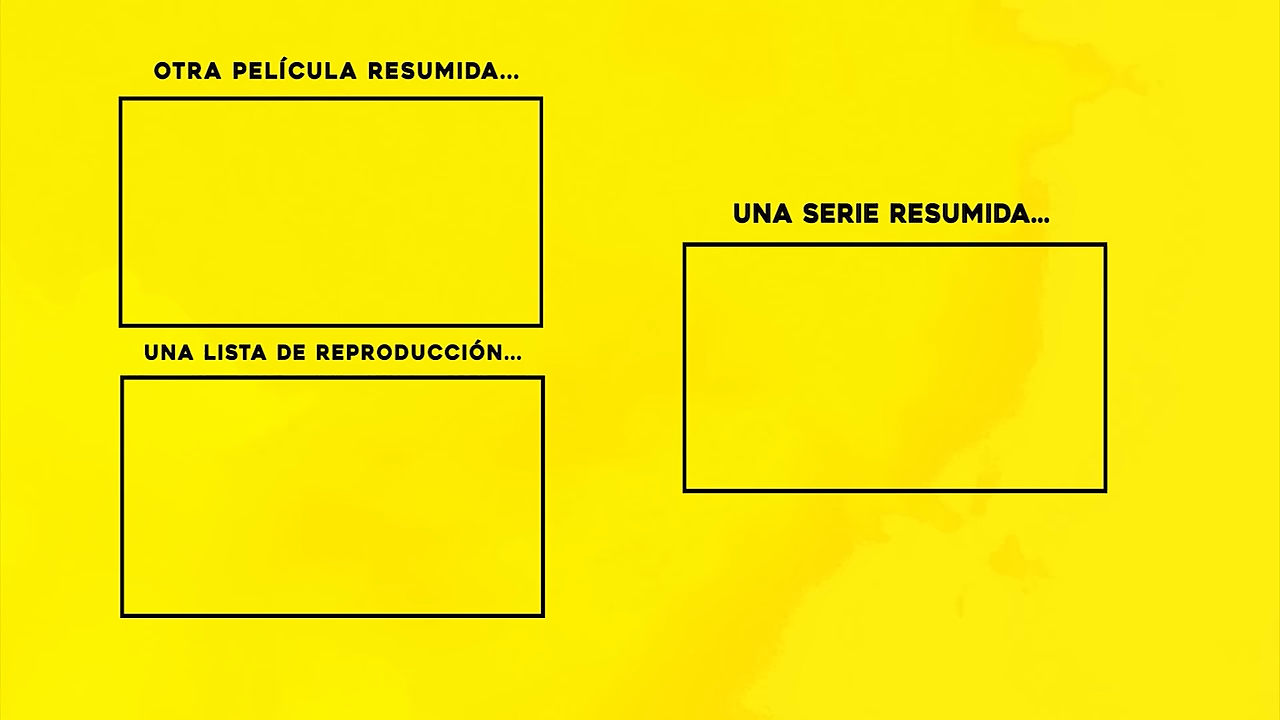 OTRA PELÍCULA RESUMIDA...
UNA LISTA DE REPRODUCCIÓN...
UNA SERIE RESUMIDA...